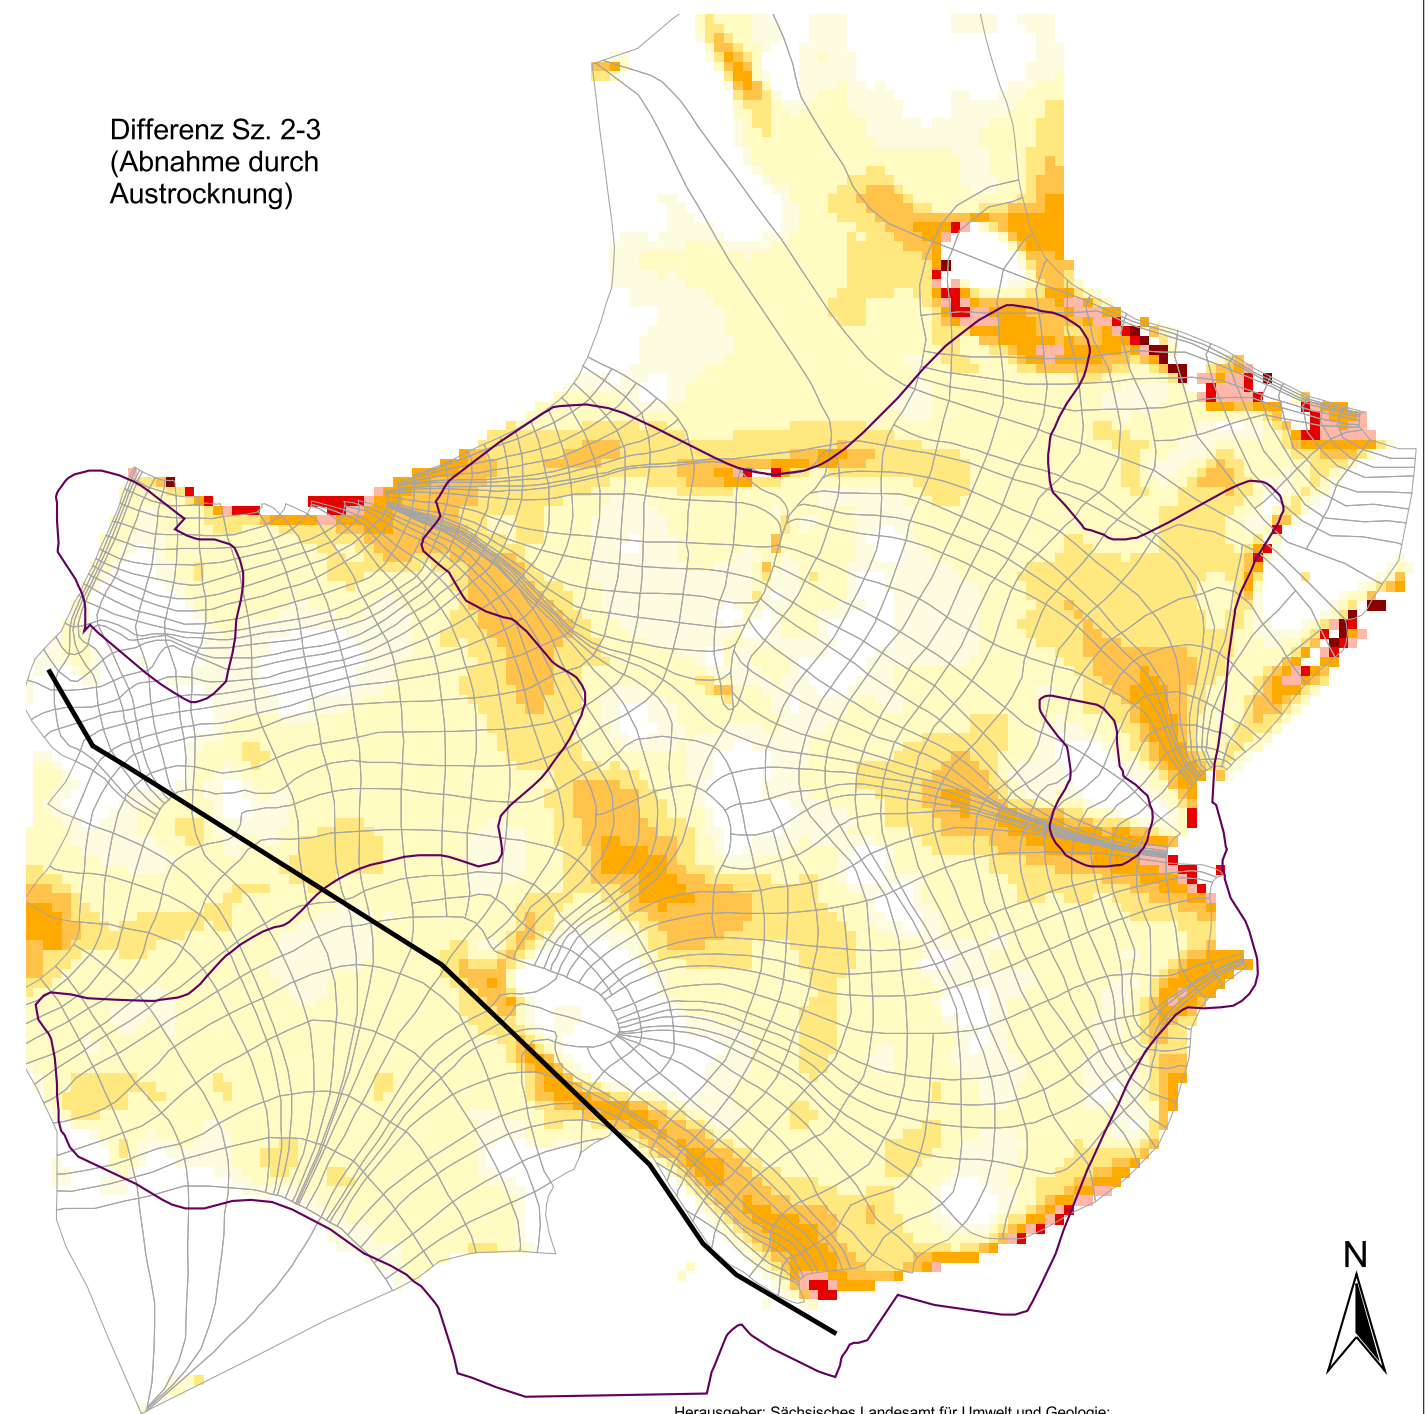 Differenz Sz. 2-3
(Abnahme durch
Austrocknung)
N
Herausgeber: Sächsisches Landesamt für Umwelt und Geologie;